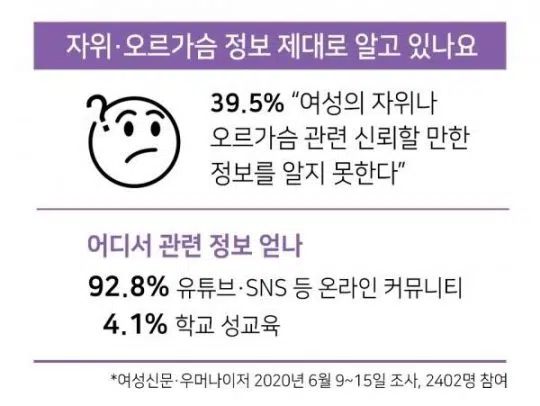 자위·오르가슴 정보 제대로 알고 있나요
?
39.5% “여성의 자위나
오르가슴 관련 신뢰할 만한
정보를 알지 못한다”
어디서 관련 정보 얻나
92.8% 유튜브·SNS 등 온라인 커뮤니티
4.1% 학교 성교육
*여성신문·우머나이저 2020년 6월 9~15일 조사, 2402명 참여